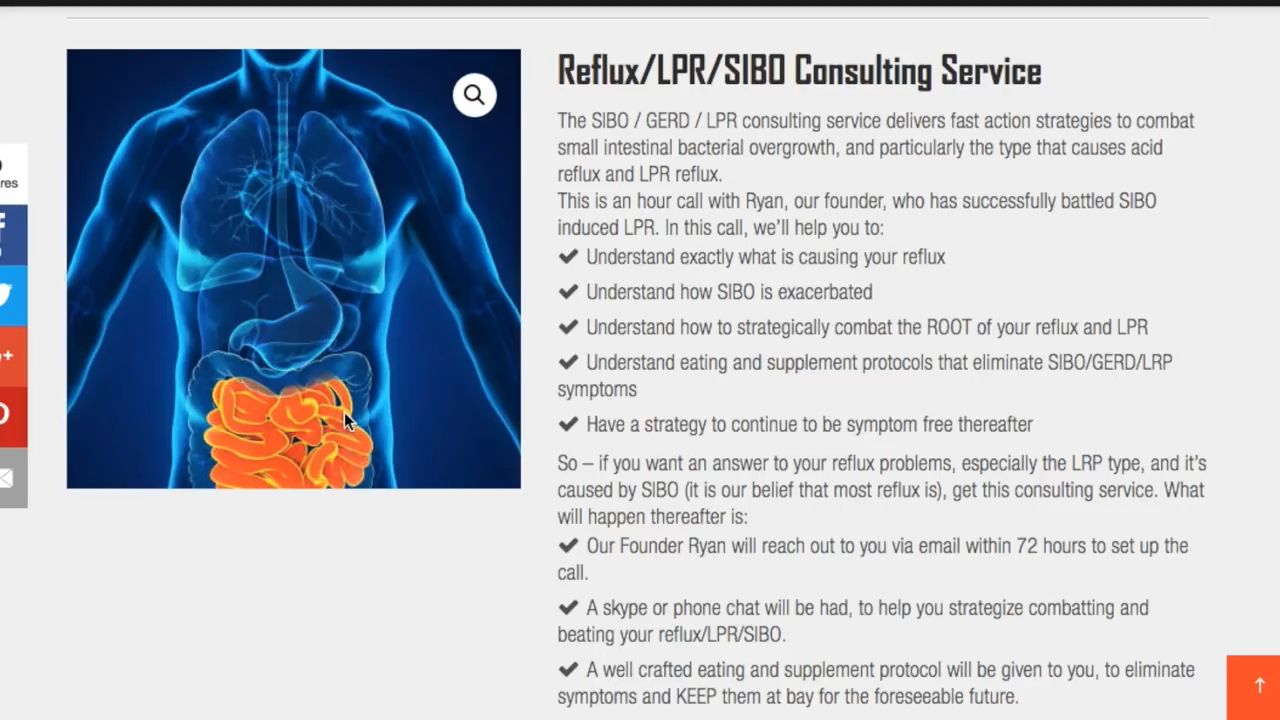 Reflux/LPR/SIBO Consulting Service
The SIBO / GERD / LPR consulting service delivers fast action strategies to combat
small intestinal bacterial overgrowth, and particularly the type that causes acid
reflux and LPR reflux.
This is an hour call with Ryan, our founder, who has successfully battled SIBO
induced LPR. In this call, we'll help you to:
✔ Understand exactly what is causing your reflux
✔ Understand how SIBO is exacerbated
✔ Understand how to strategically combat the ROOT of your reflux and LPR
✔ Understand eating and supplement protocols that eliminate SIBO/GERD/LRP
symptoms
✔ Have a strategy to continue to be symptom free thereafter
So – if you want an answer to your reflux problems, especially the LRP type, and it's
caused by SIBO (it is our belief that most reflux is), get this consulting service. What
will happen thereafter is:
✔ Our Founder Ryan will reach out to you via email within 72 hours to set up the
call.
✔ A skype or phone chat will be had, to help you strategize combatting and
beating your reflux/LPR/SIBO.
✔ A well crafted eating and supplement protocol will be given to you, to eliminate
symptoms and KEEP them at bay for the foreseeable future.